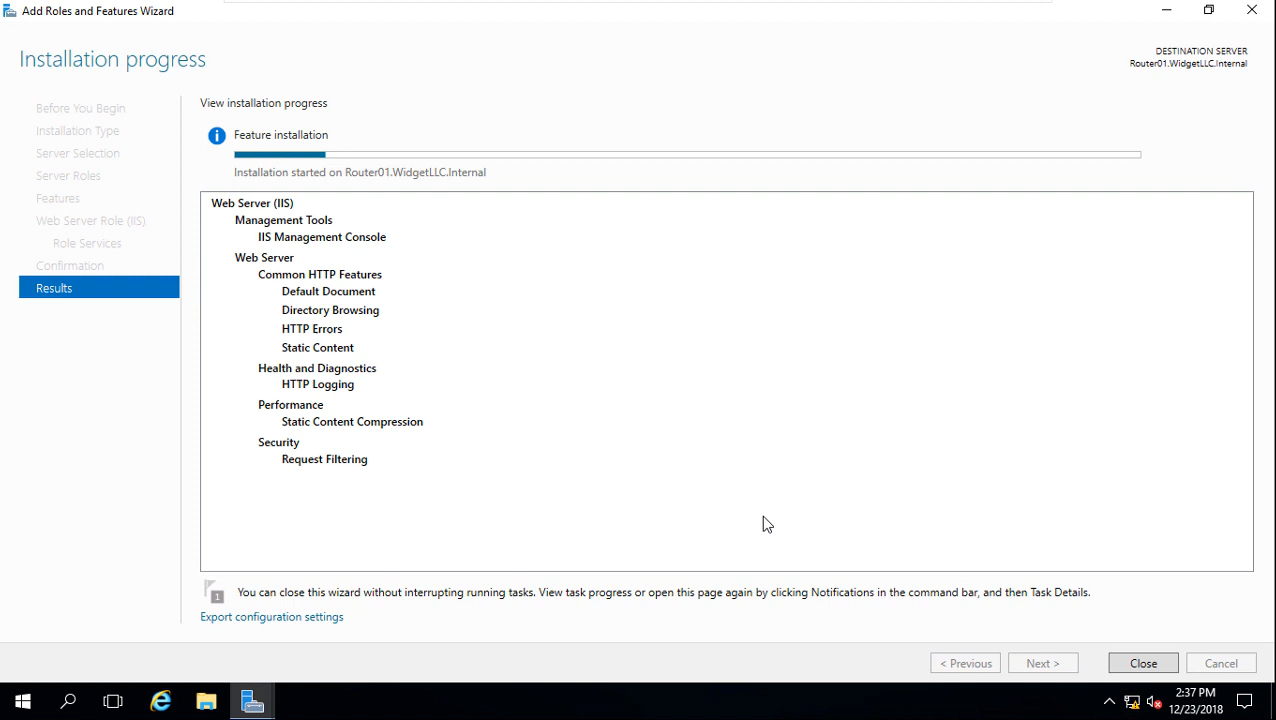 Add Roles and Features Wizard
Installation progress
DESTINATION SERVER
Router01.WidgetLLC.Internal
Before You Begin
Installation Type
Server Selection
Server Roles
Features
Web Server Role (IIS)
Role Services
Confirmation
Results
View installation progress
Feature installation
Installation started on Router01.WidgetLLC.Internal
Web Server (IIS)
Management Tools
IIS Management Console
Web Server
Common HTTP Features
Default Document
Directory Browsing
HTTP Errors
Static Content
Health and Diagnostics
HTTP Logging
Performance
Static Content Compression
Security
Request Filtering
1
You can close this wizard without interrupting running tasks. View task progress or open this page again by clicking Notifications in the command bar, and then Task Details.
Export configuration settings
< Previous
Next >
Close
Cancel
2:37 PM
12/23/2018